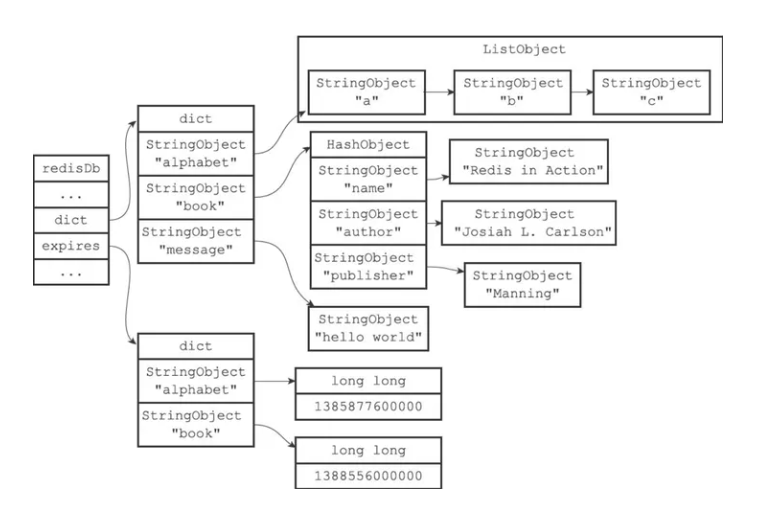 ListObject
StringObject
"a"
StringObject
"b"
StringObject
"c"
redisDb
...
dict
expires
...
dict
StringObject
"alphabet"
StringObject
"book"
StringObject
"message"
HashObject
StringObject
"name"
StringObject
"author"
StringObject
"publisher"
StringObject
"Redis in Action"
StringObject
"Josiah L. Carlson"
StringObject
"Manning"
StringObject
"hello world"
dict
StringObject
"alphabet"
StringObject
"book"
long long
1385877600000
long long
1388556000000